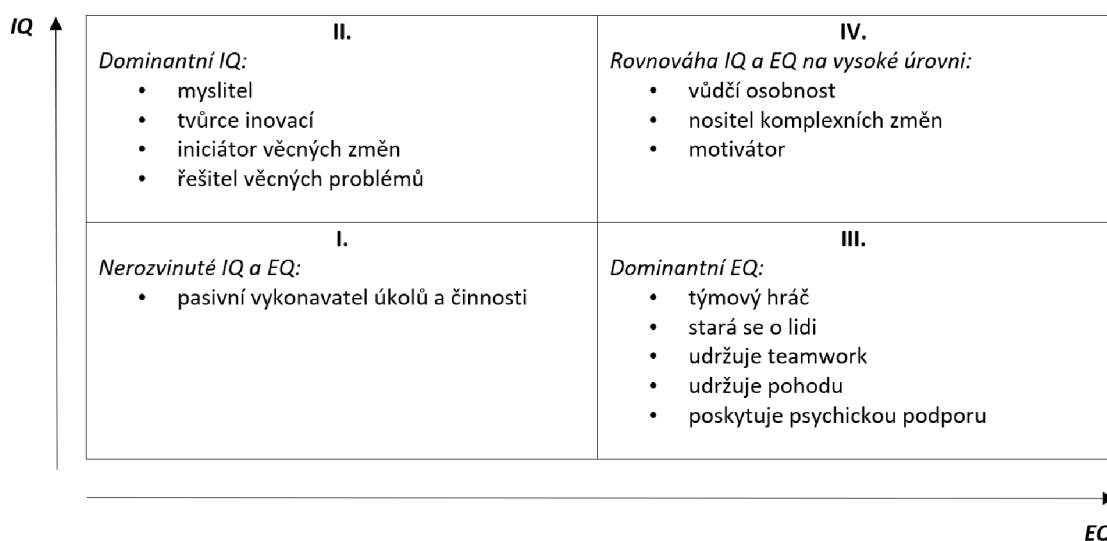 IQ
II.
Dominantní IQ:
• myslitel
• tvůrce inovací
• iniciátor věcných změn
• řešitel věcných problémů
IV.
Rovnováha IQ a EQ na vysoké úrovni:
• vůdčí osobnost
• nositel komplexních změn
• motivátor
I.
Nerozvinuté IQ a EQ:
• pasivní vykonavatel úkolů a činnosti
III.
Dominantní EQ:
• týmový hráč
• stará se o lidi
• udržuje teamwork
• udržuje pohodu
• poskytuje psychickou podporu
EQ